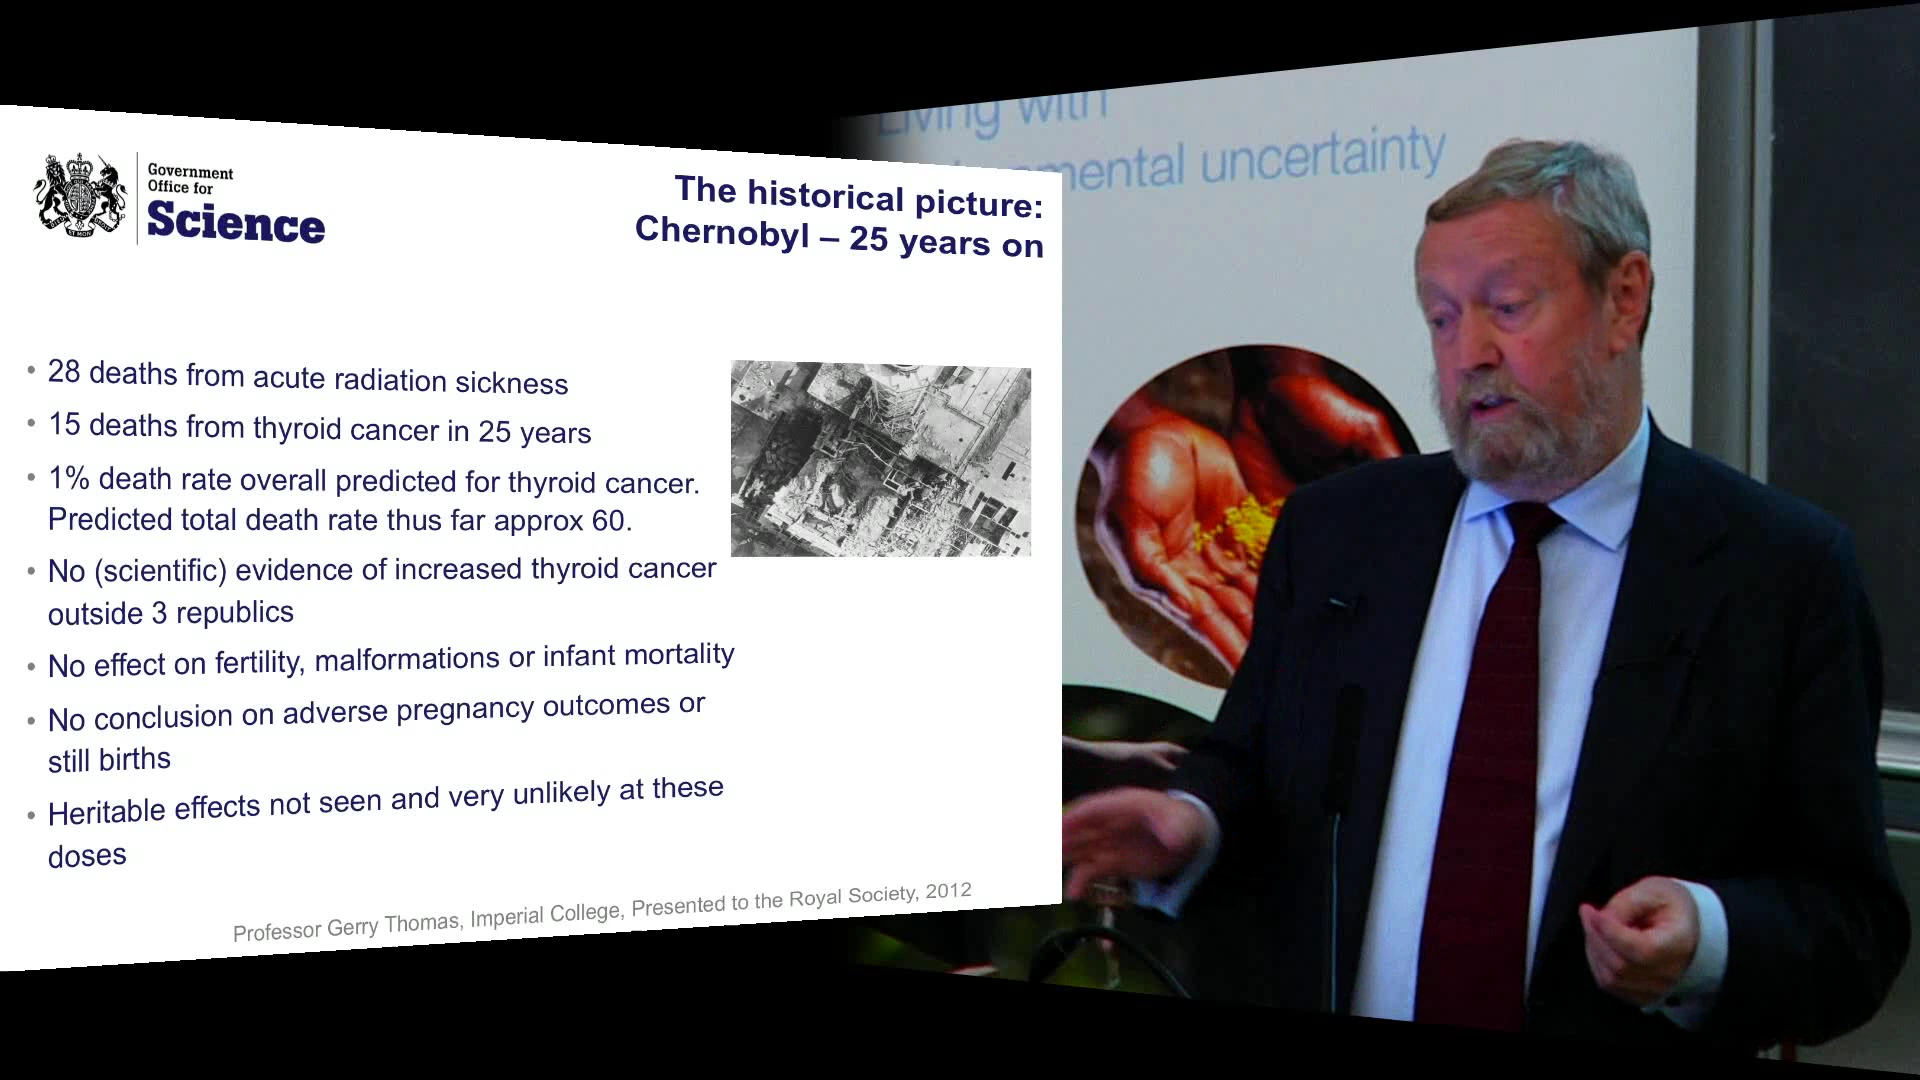 Government
Office for
Science
The historical picture:
Chernobyl – 25 years on
• 28 deaths from acute radiation sickness
• 15 deaths from thyroid cancer in 25 years
• 1% death rate overall predicted for thyroid cancer.
Predicted total death rate thus far approx 60.
• No (scientific) evidence of increased thyroid cancer
outside 3 republics
• No effect on fertility, malformations or infant mortality
• No conclusion on adverse pregnancy outcomes or
still births
• Heritable effects not seen and very unlikely at these
doses
Professor Gerry Thomas, Imperial College, Presented to the Royal Society, 2012
Living with
mental uncertainty